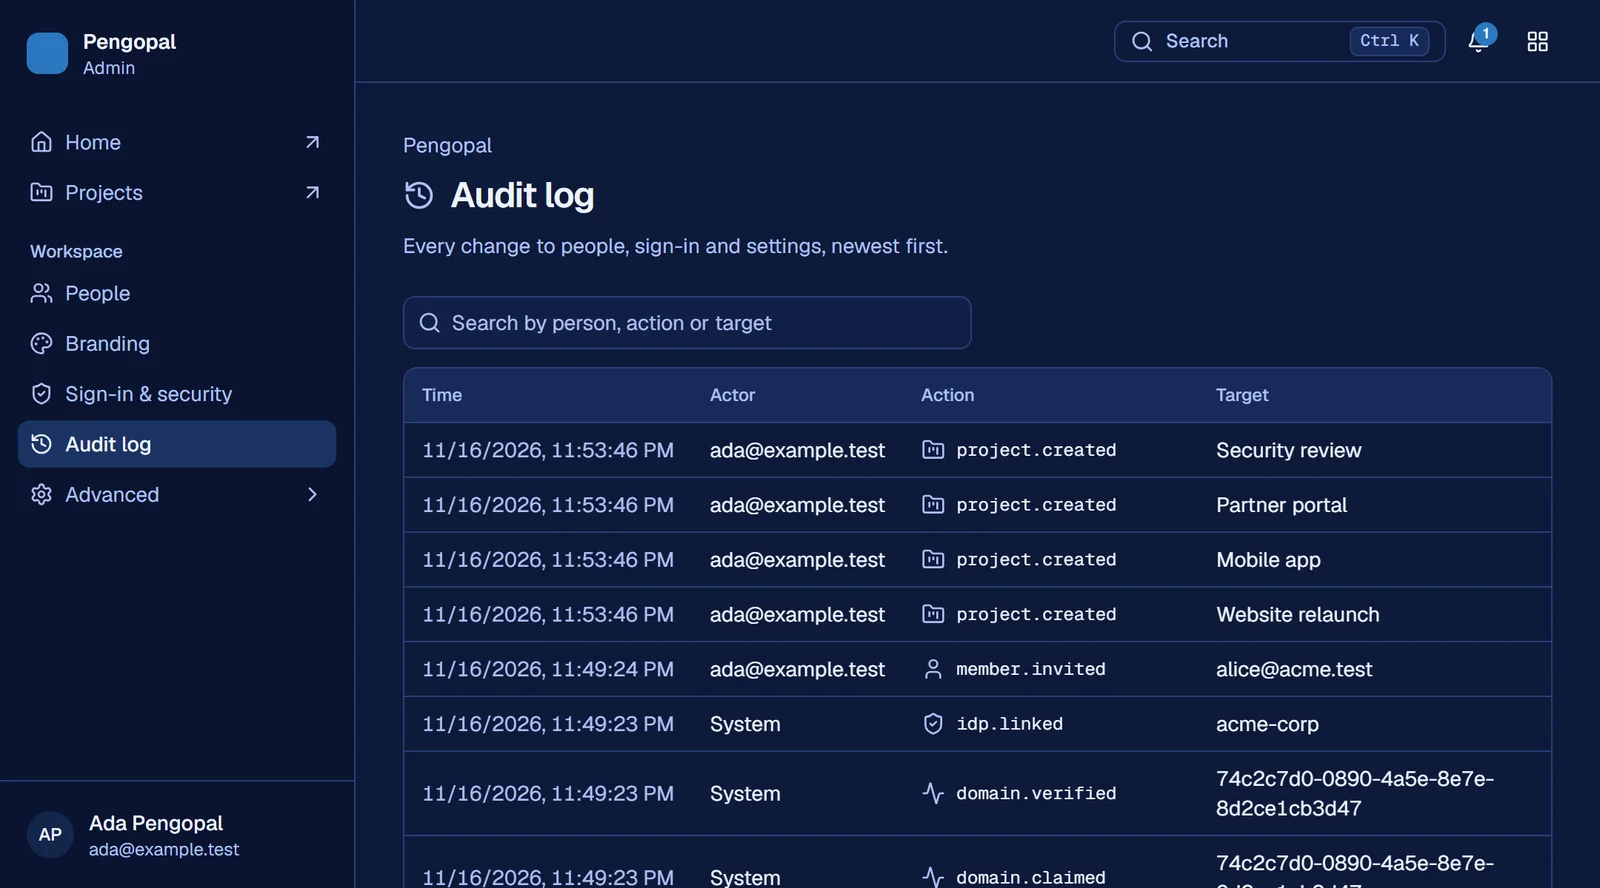 Pengopal
Admin
Home
Projects
Workspace
People
Branding
Sign-in & security
Audit log
Advanced
AP
Ada Pengopal
ada@example.test
Search
Ctrl K
1
Pengopal
Audit log
Every change to people, sign-in and settings, newest first.
Search by person, action or target
Time Actor Action Target
11/16/2026, 11:53:46 PM ada@example.test project.created Security review
11/16/2026, 11:53:46 PM ada@example.test project.created Partner portal
11/16/2026, 11:53:46 PM ada@example.test project.created Mobile app
11/16/2026, 11:53:46 PM ada@example.test project.created Website relaunch
11/16/2026, 11:49:24 PM ada@example.test member.invited alice@acme.test
11/16/2026, 11:49:23 PM System idp.linked acme-corp
11/16/2026, 11:49:23 PM System domain.verified 74c2c7d0-0890-4a5e-8e7e-
8d2ce1cb3d47
11/16/2026, 11:49:23 PM System domain.claimed 74c2c7d0-0890-4a5e-8e7e-